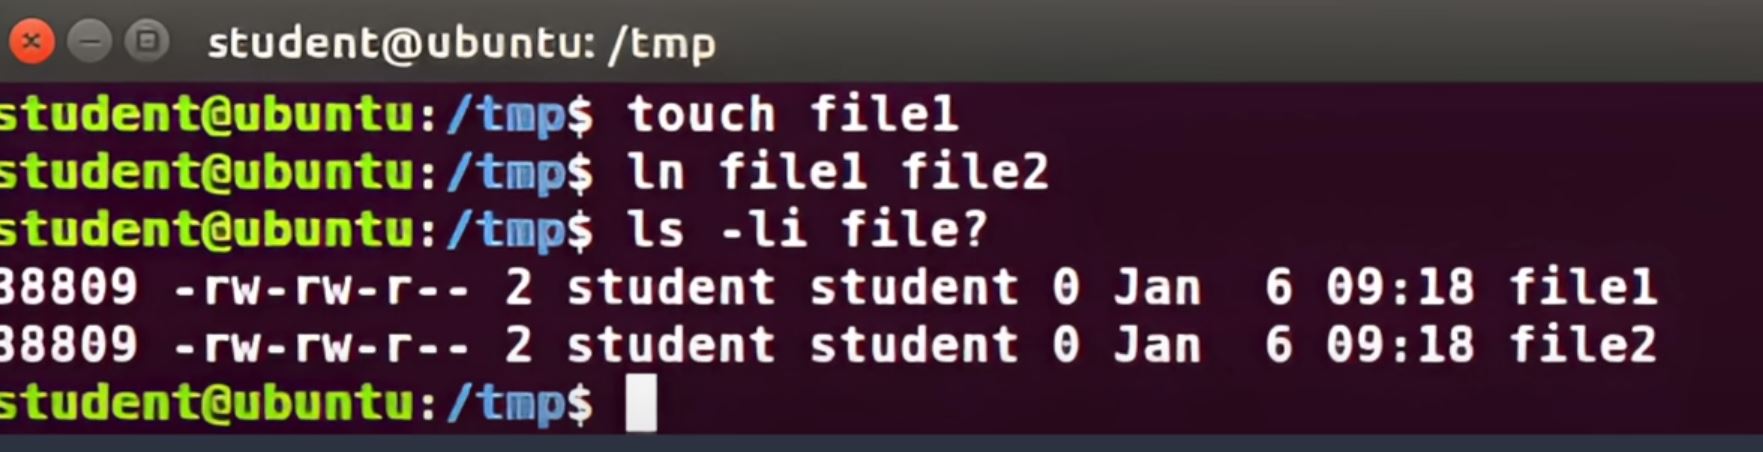 student@ubuntu: /tmp
student@ubuntu:/tmp$ touch file1
student@ubuntu:/tmp$ ln file1 file2
student@ubuntu:/tmp$ ls -li file?
38809 -rw-rw-r-- 2 student student 0 Jan  6 09:18 file1
38809 -rw-rw-r-- 2 student student 0 Jan  6 09:18 file2
student@ubuntu:/tmp$